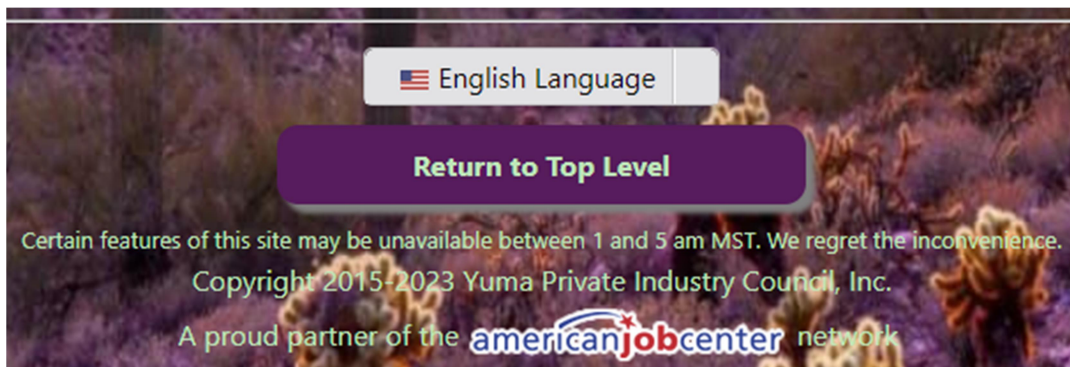 English Language
Return to Top Level
Certain features of this site may be unavailable between 1 and 5 am MST. We regret the inconvenience.
Copyright 2015-2023 Yuma Private Industry Council, Inc.
A proud partner of the americanjobcenter network